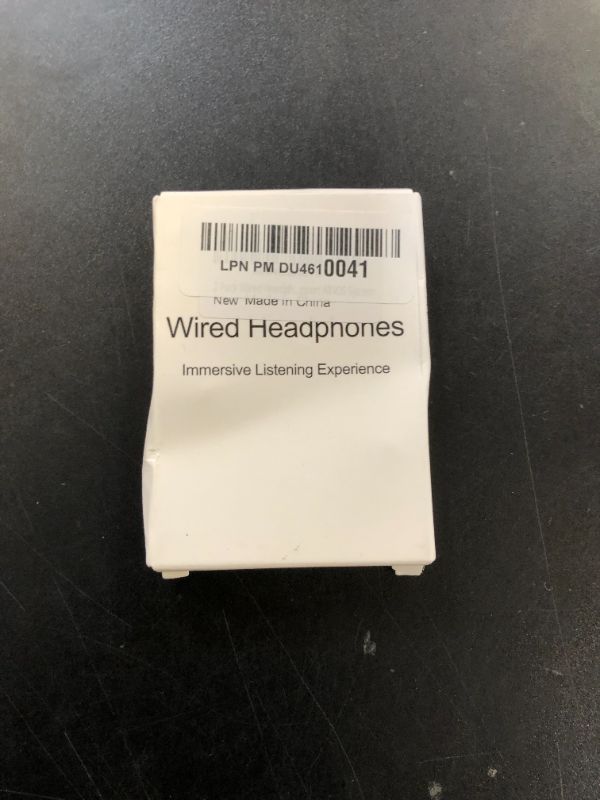 LPN PM DU4610041
New Made in China
Wired Headphones
Immersive Listening Experience